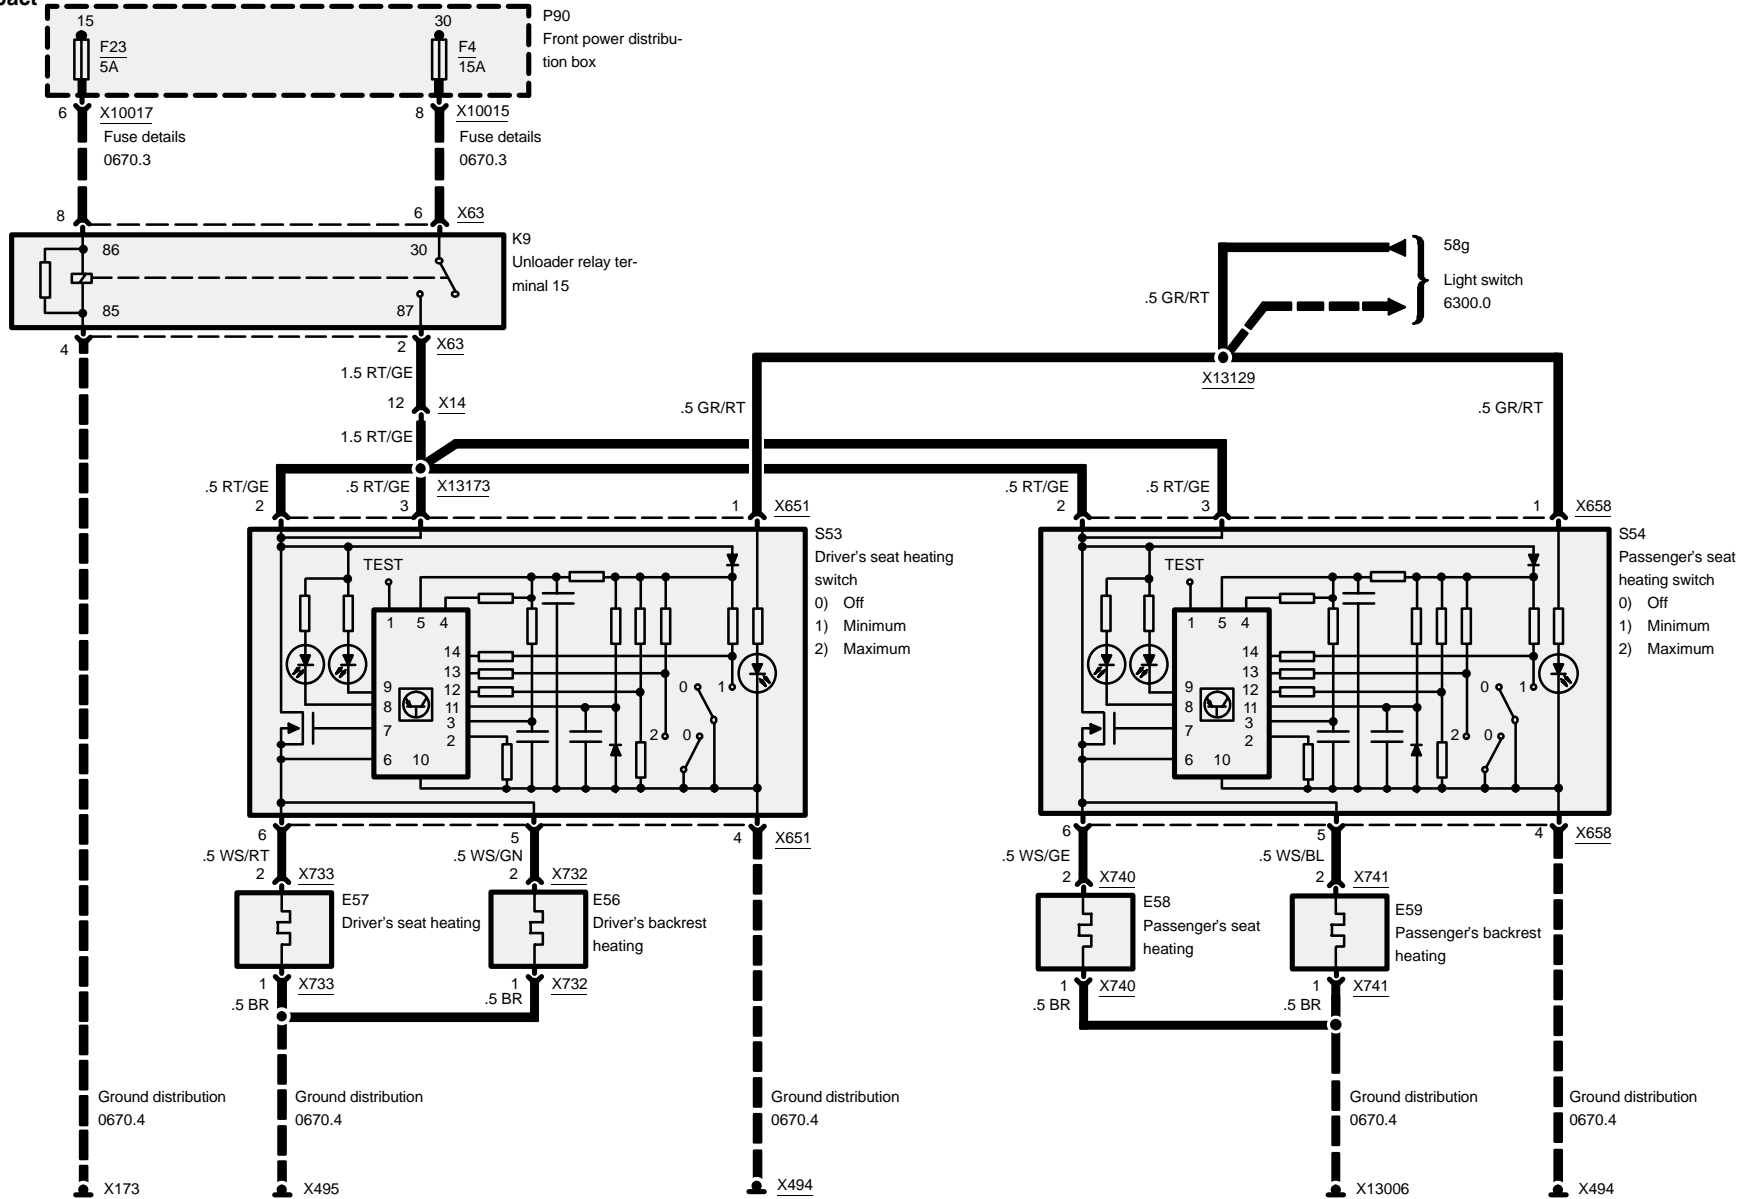 15
30
P90
F23
F4
Front power distribu-
5A
15A
tion box
6
X10017
8
X10015
Fuse details
Fuse details
0670.3
0670.3
8
6
X63
K9
86
30
Unloader relay ter-
minal 15
58g
Light switch
6300.0
.5 GR/RT
85
87
4
2
X63
1.5 RT/GE
X13129
12
X14
.5 GR/RT
.5 GR/RT
1.5 RT/GE
.5 RT/GE
.5 RT/GE
X13173
.5 RT/GE
.5 RT/GE
2
3
1
X651
2
3
1
X658
S53
Driver's seat heating
switch
0) Off
1) Minimum
2) Maximum
S54
Passenger's seat
heating switch
0) Off
1) Minimum
2) Maximum
TEST
1
5
4
14
13
12
11
3
2
9
8
7
6
10
0
1
2
0
TEST
1
5
4
14
13
12
11
3
2
9
8
7
6
10
0
1
2
0
6
5
4
X651
6
5
4
X658
.5 WS/RT
.5 WS/GN
.5 WS/GE
.5 WS/BL
2
X733
2
X732
2
X740
2
X741
E57
Driver's seat heating
E56
Driver's backrest
heating
E58
Passenger's seat
heating
E59
Passenger's backrest
heating
1
X733
1
X732
1
X740
1
X741
.5 BR
.5 BR
.5 BR
.5 BR
Ground distribution
0670.4
Ground distribution
0670.4
Ground distribution
0670.4
Ground distribution
0670.4
Ground distribution
0670.4
X173
X495
X494
X13006
X494